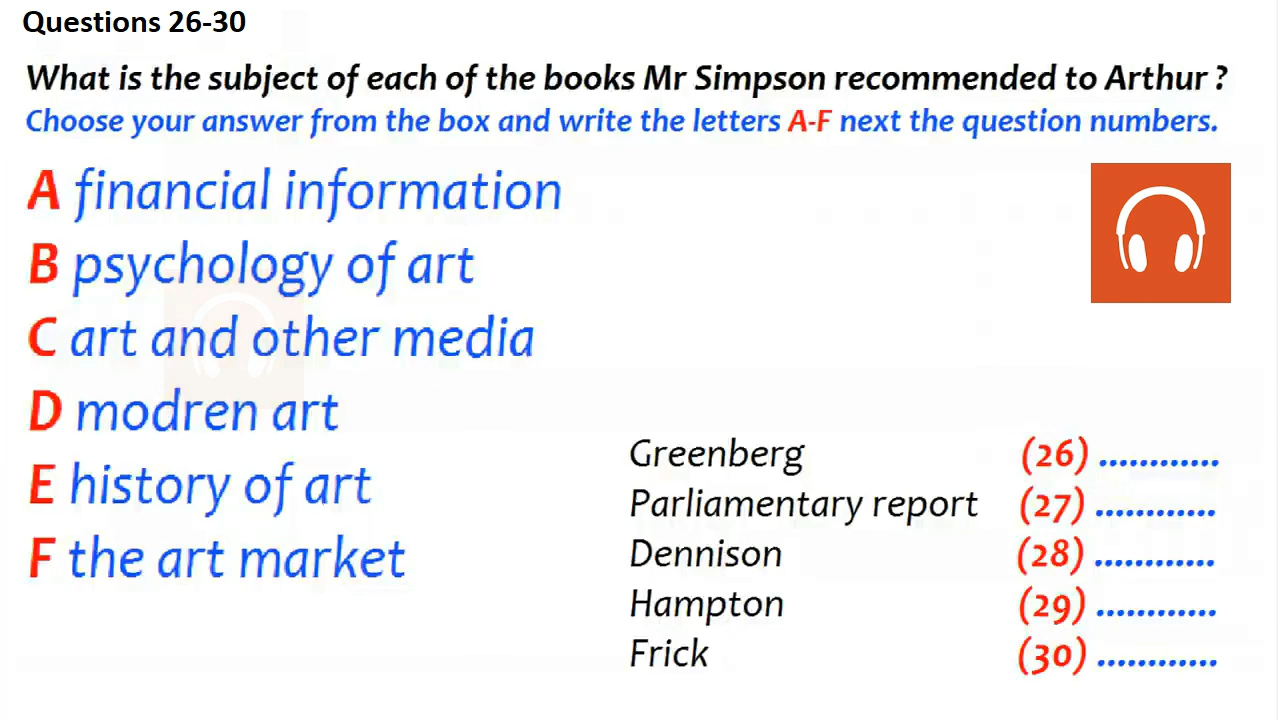 Questions 26-30
What is the subject of each of the books Mr Simpson recommended to Arthur ?
Choose your answer from the box and write the letters A-F next the question numbers.
A financial information
B psychology of art
C art and other media
D modren art
E history of art
F the art market
Greenberg (26) ............
Parliamentary report (27) ............
Dennison (28) ............
Hampton (29) ............
Frick (30) ............